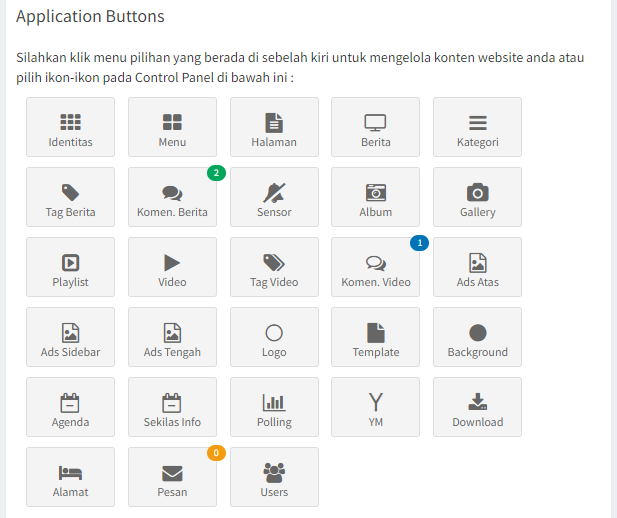 Application Buttons
Silahkan klik menu pilihan yang berada di sebelah kiri untuk mengelola konten website anda atau
pilih ikon-ikon pada Control Panel di bawah ini :
Identitas
Menu
Halaman
Berita
Kategori
Tag Berita
2
Komen. Berita
Sensor
Album
Gallery
Playlist
Video
Tag Video
1
Komen. Video
Ads Atas
Ads Sidebar
Ads Tengah
Logo
Template
Background
Agenda
Sekilas Info
Polling
Y
YM
Download
Alamat
0
Pesan
Users